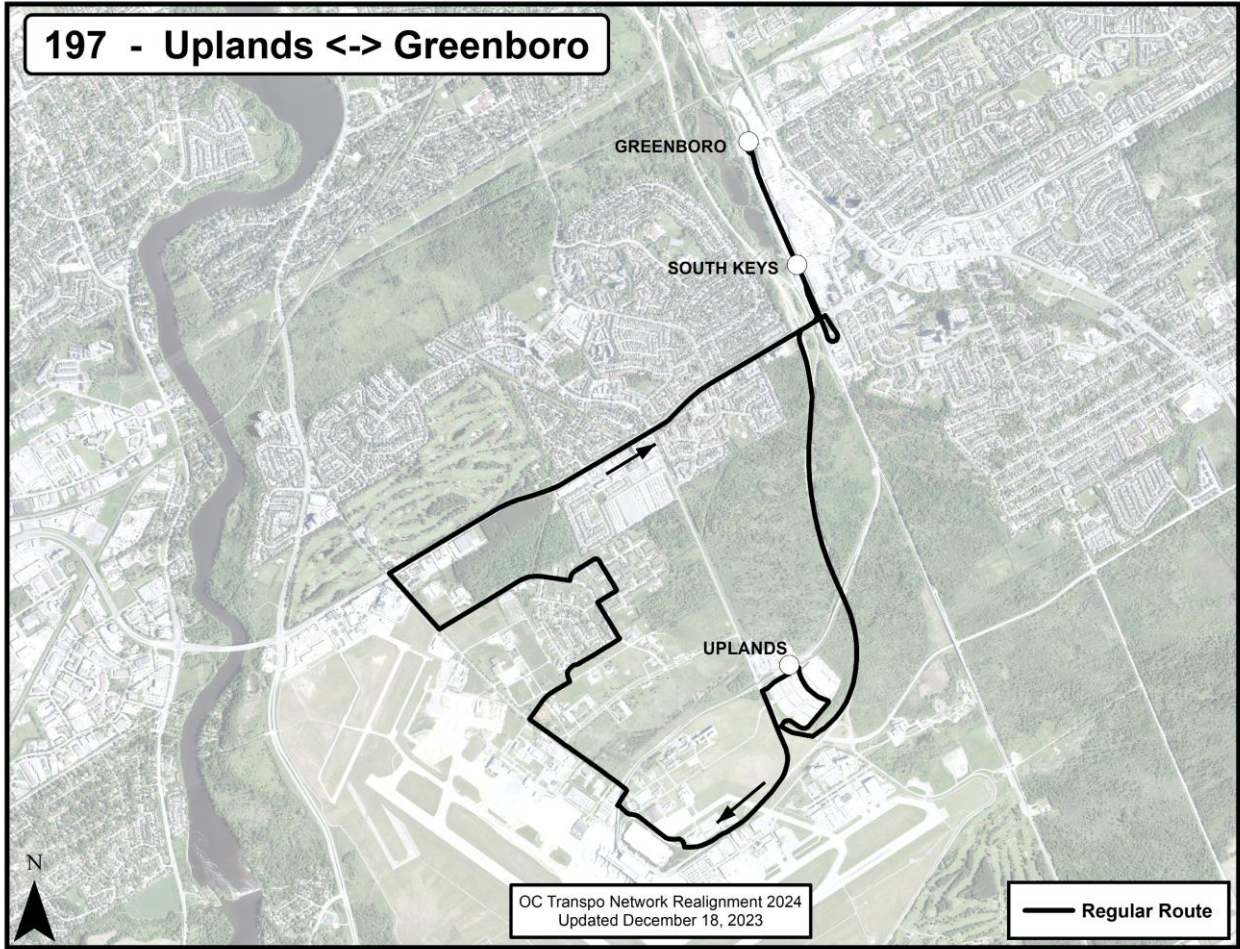 197 - Uplands <-> Greenboro
GREENBORO
SOUTH KEYS
UPLANDS
N
OC Transpo Network Realignment 2024
Updated December 18, 2023
Regular Route